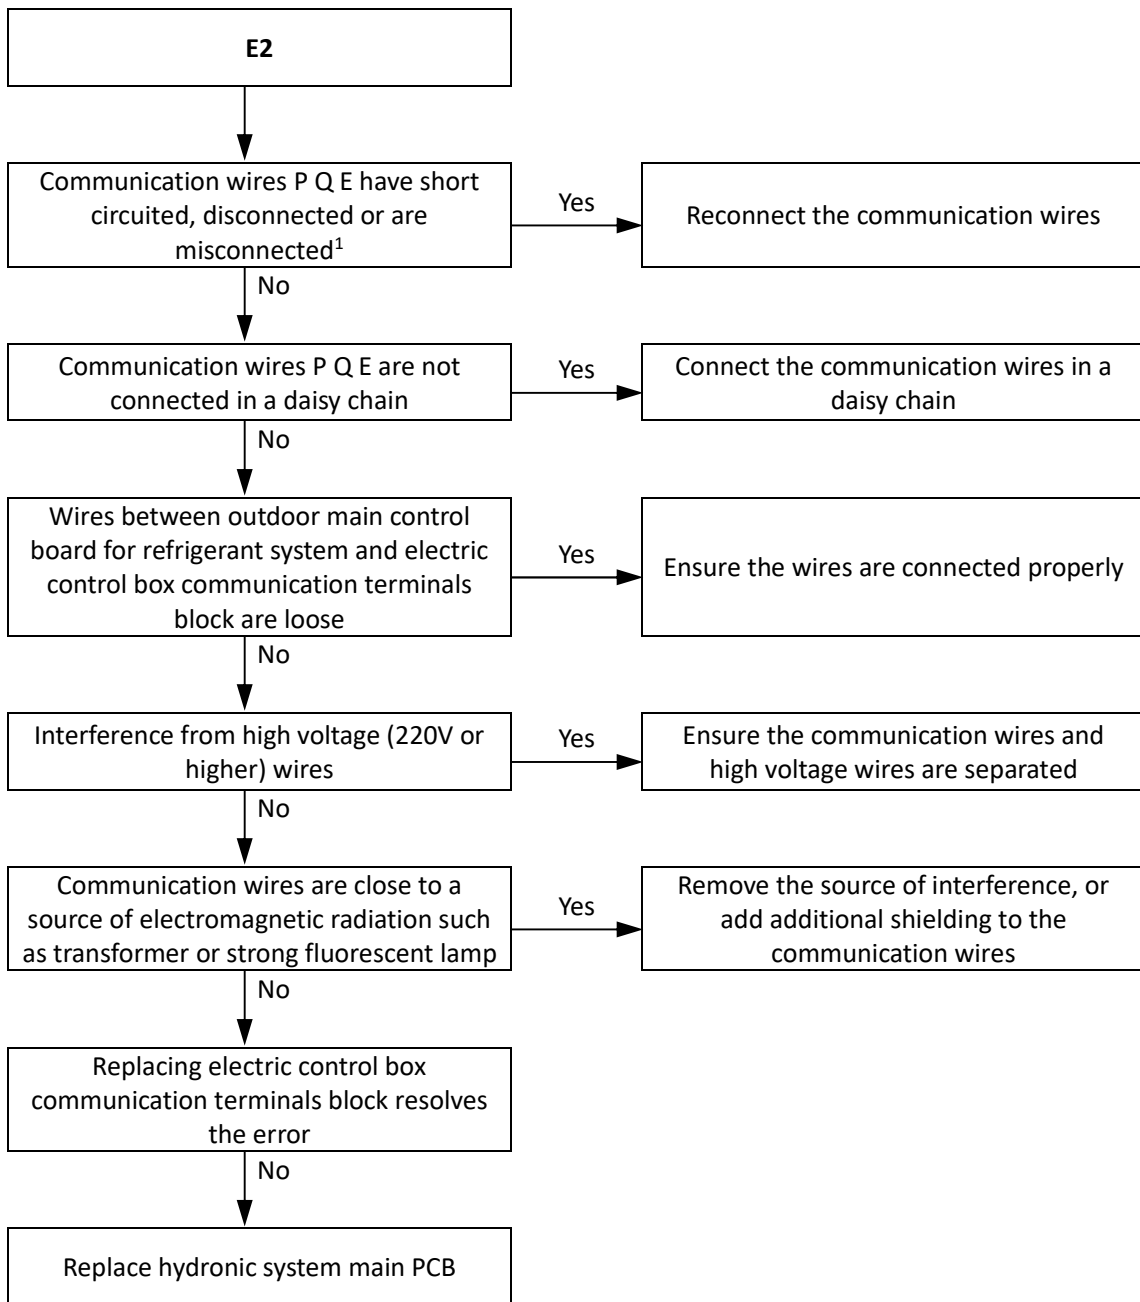 E2
Communication wires P Q E have short
circuited, disconnected or are
misconnected¹
Yes
Reconnect the communication wires
No
Communication wires P Q E are not
connected in a daisy chain
Yes
Connect the communication wires in a
daisy chain
No
Wires between outdoor main control
board for refrigerant system and electric
control box communication terminals
block are loose
Yes
Ensure the wires are connected properly
No
Interference from high voltage (220V or
higher) wires
Yes
Ensure the communication wires and
high voltage wires are separated
No
Communication wires are close to a
source of electromagnetic radiation such
as transformer or strong fluorescent lamp
Yes
Remove the source of interference, or
add additional shielding to the
communication wires
No
Replacing electric control box
communication terminals block resolves
the error
No
Replace hydronic system main PCB